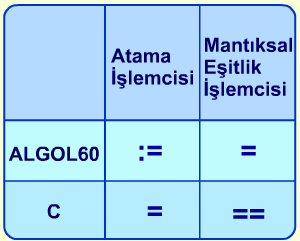 Atama
İşlemcisi
Mantıksal
Eşitlik
İşlemcisi
ALGOL60
:=
=
C
=
==